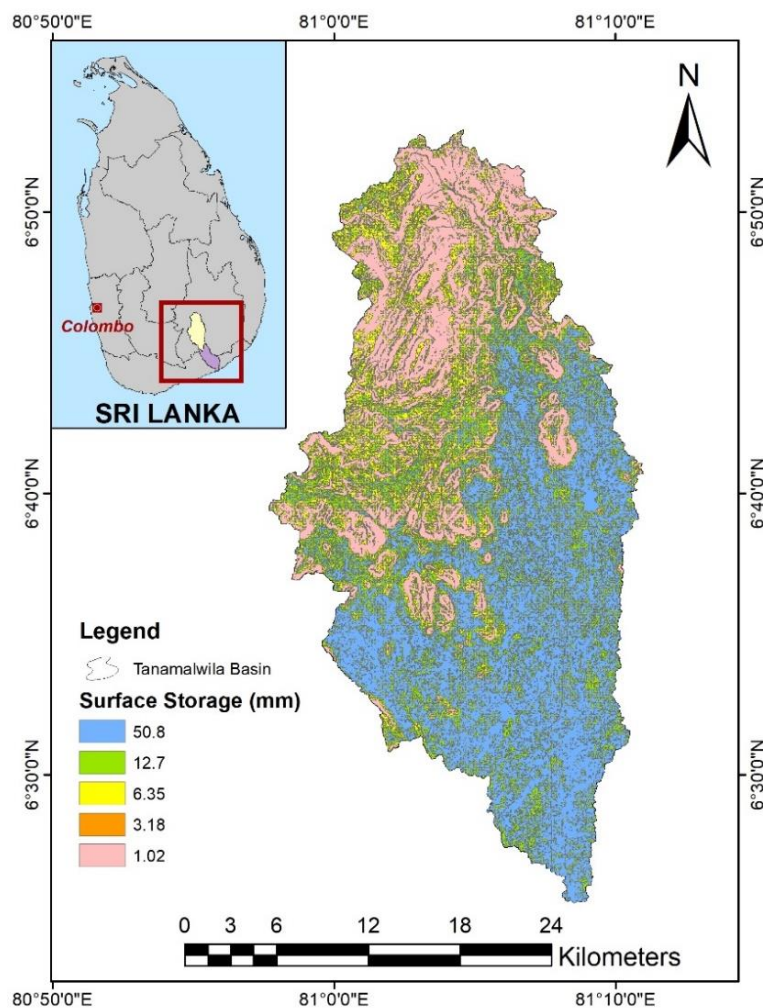 80°50'0"E 81°0'0"E 81°10'0"E
N
6°50'0"N 6°50'0"N
Colombo
SRI LANKA
6°40'0"N 6°40'0"N
Legend
Tanamalwila Basin
Surface Storage (mm)
50.8
12.7
6.35
3.18
1.02
6°30'0"N 6°30'0"N
0 3 6 12 18 24
Kilometers
80°50'0"E 81°0'0"E 81°10'0"E